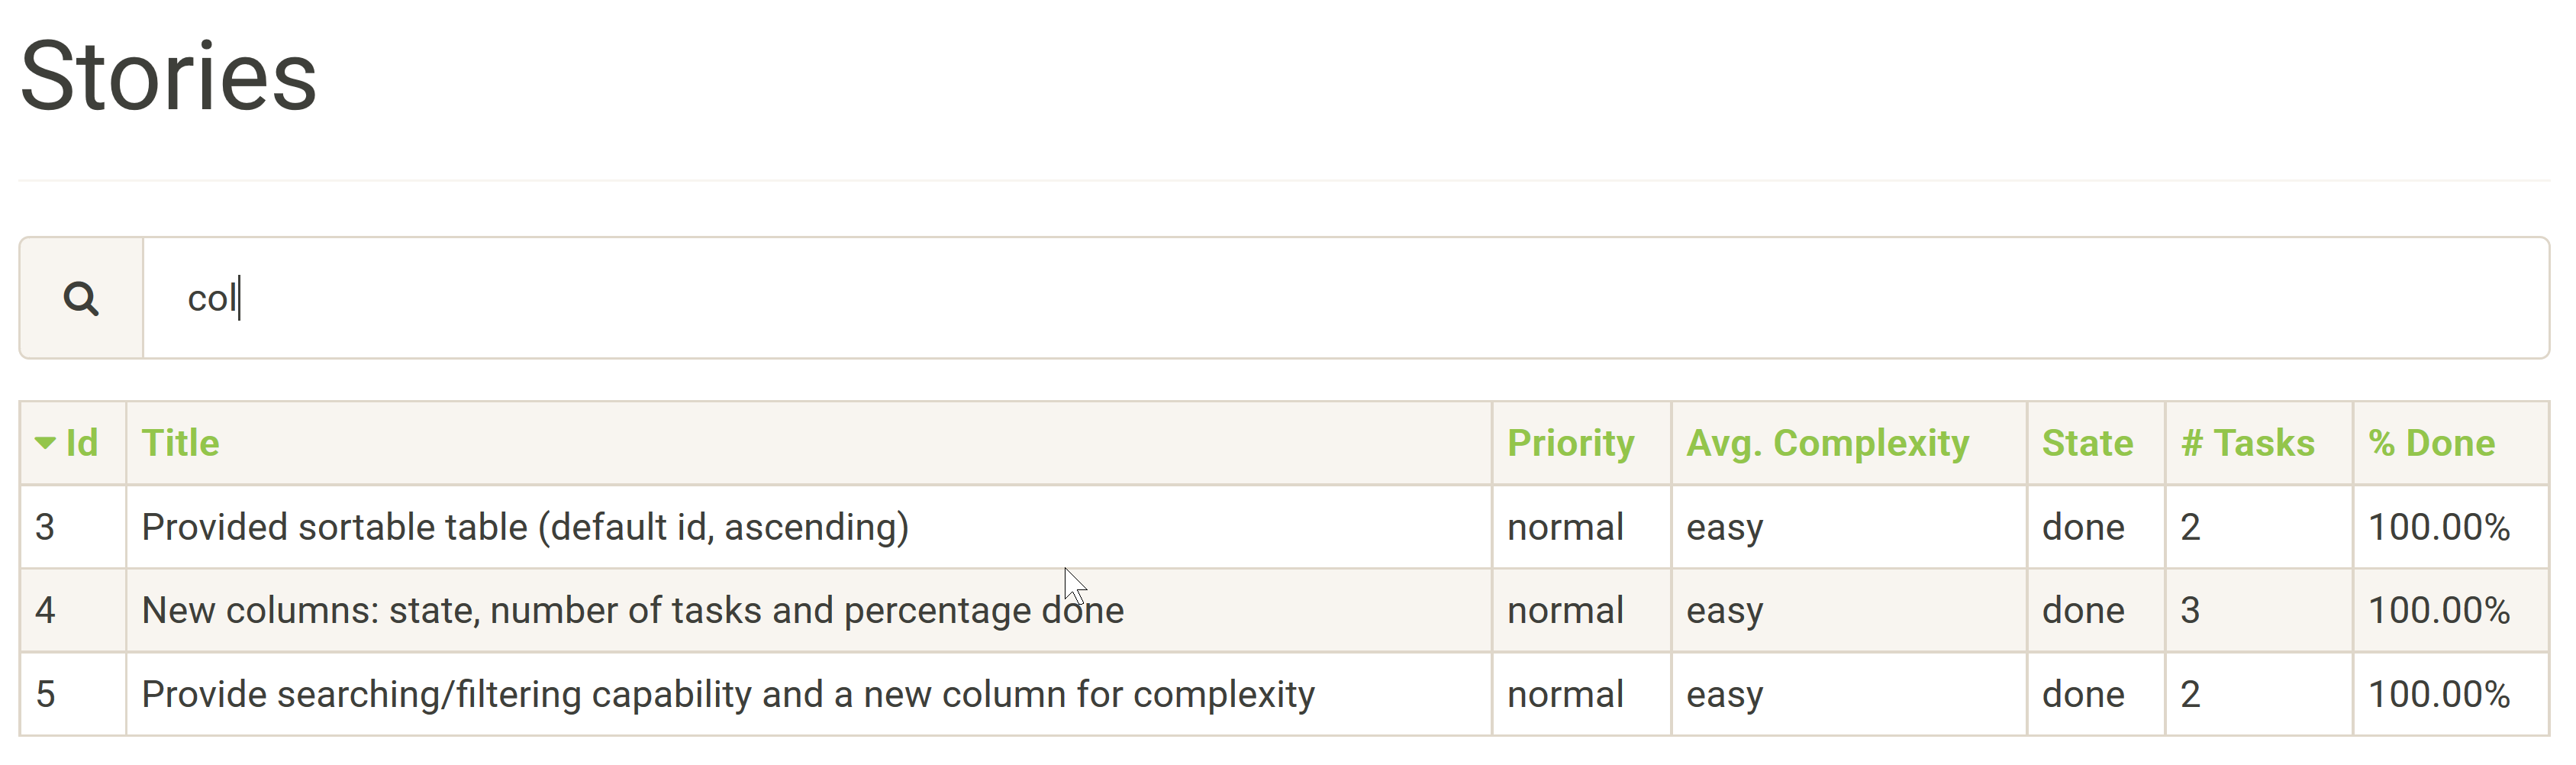 Stories
col
Id Title Priority Avg. Complexity State # Tasks % Done
3 Provided sortable table (default id, ascending) normal easy done 2 100.00%
4 New columns: state, number of tasks and percentage done normal easy done 3 100.00%
5 Provide searching/filtering capability and a new column for complexity normal easy done 2 100.00%